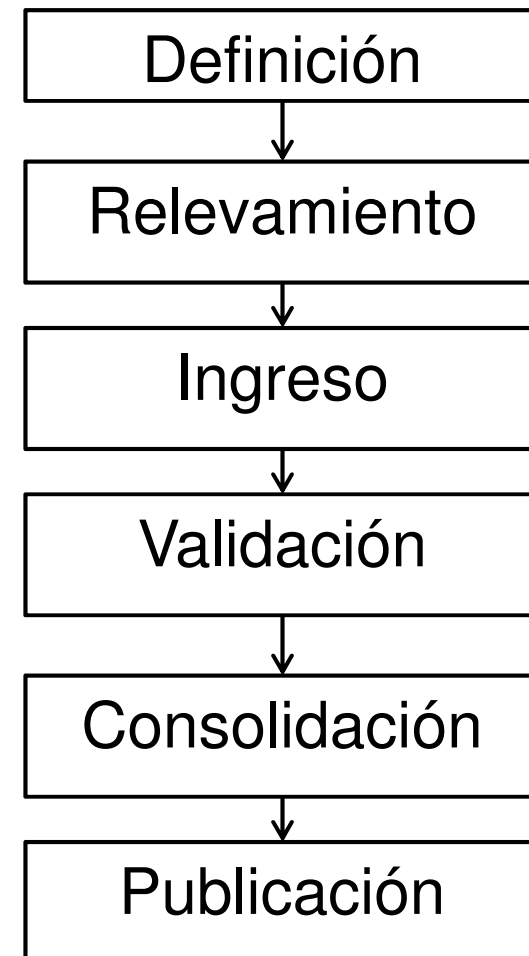 Definición
Relevamiento
Ingreso
Validación
Consolidación
Publicación